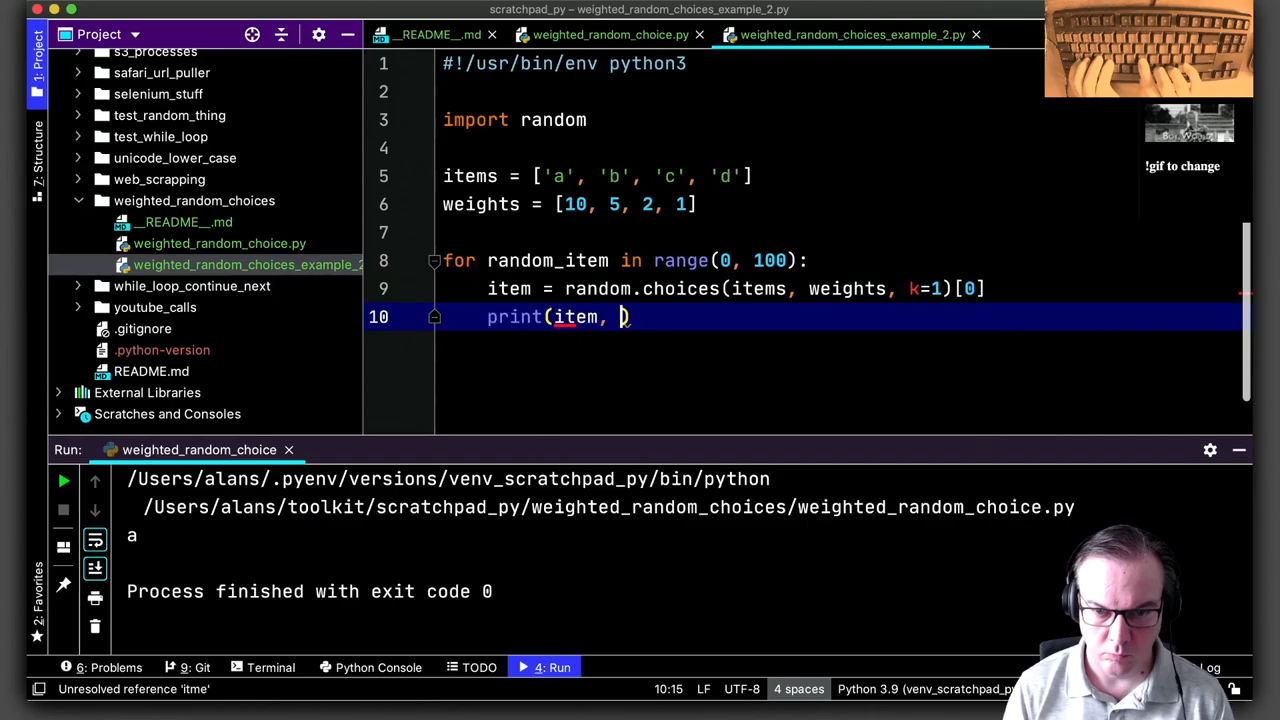 scratchpad_py – weighted_random_choices_example_2.py
Project
__README__.md
weighted_random_choice.py
weighted_random_choices_example_2.py
1: Project
7: Structure
2: Favorites
s3_processes
safari_url_puller
selenium_stuff
test_random_thing
test_while_loop
unicode_lower_case
web_scrapping
weighted_random_choices
__README__.md
weighted_random_choice.py
weighted_random_choices_example_2
while_loop_continue_next
youtube_calls
.gitignore
.python-version
README.md
External Libraries
Scratches and Consoles
1 #!/usr/bin/env python3
2
3 import random
4
5 items = ['a', 'b', 'c', 'd']
6 weights = [10, 5, 2, 1]
7
8 for random_item in range(0, 100):
9 item = random.choices(items, weights, k=1)[0]
10 print(item, )
!gif to change
Run: weighted_random_choice
/Users/alans/.pyenv/versions/venv_scratchpad_py/bin/python
/Users/alans/toolkit/scratchpad_py/weighted_random_choices/weighted_random_choice.py
a
Process finished with exit code 0
6: Problems 9: Git Terminal Python Console TODO 4: Run Log
Unresolved reference 'itme' 10:15 LF UTF-8 4 spaces Python 3.9 (venv_scratchpad_py)